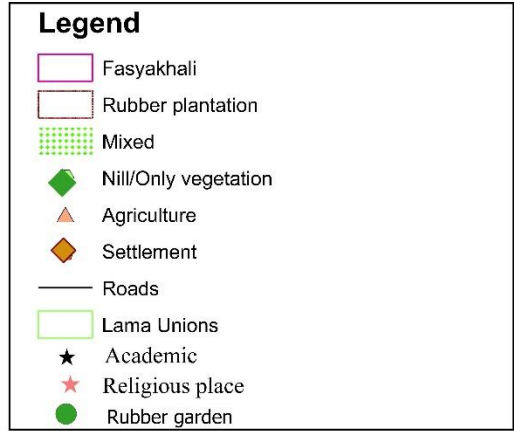 Legend
Fasyakhali
Rubber plantation
Mixed
Nill/Only vegetation
Agriculture
Settlement
Roads
Lama Unions
Academic
Religious place
Rubber garden